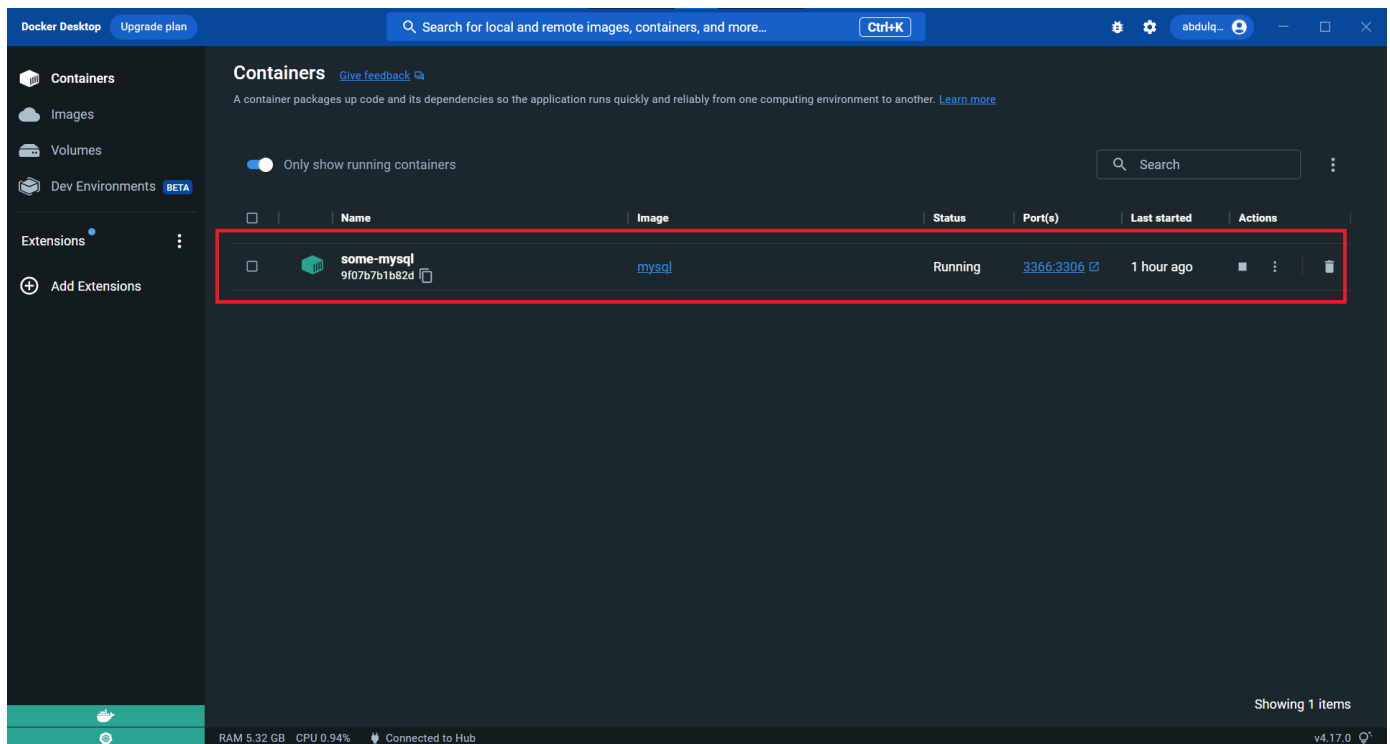 Docker Desktop Upgrade plan Search for local and remote images, containers, and more... Ctrl+K abdulq...
Containers
Images
Volumes
Dev Environments BETA
Extensions
Add Extensions
Containers Give feedback
A container packages up code and its dependencies so the application runs quickly and reliably from one computing environment to another. Learn more
Only show running containers Search
Name Image Status Port(s) Last started Actions
some-mysql mysql Running 3366:3306 1 hour ago
9f07b7b1b82d
Showing 1 items
RAM 5.32 GB CPU 0.94% Connected to Hub v4.17.0